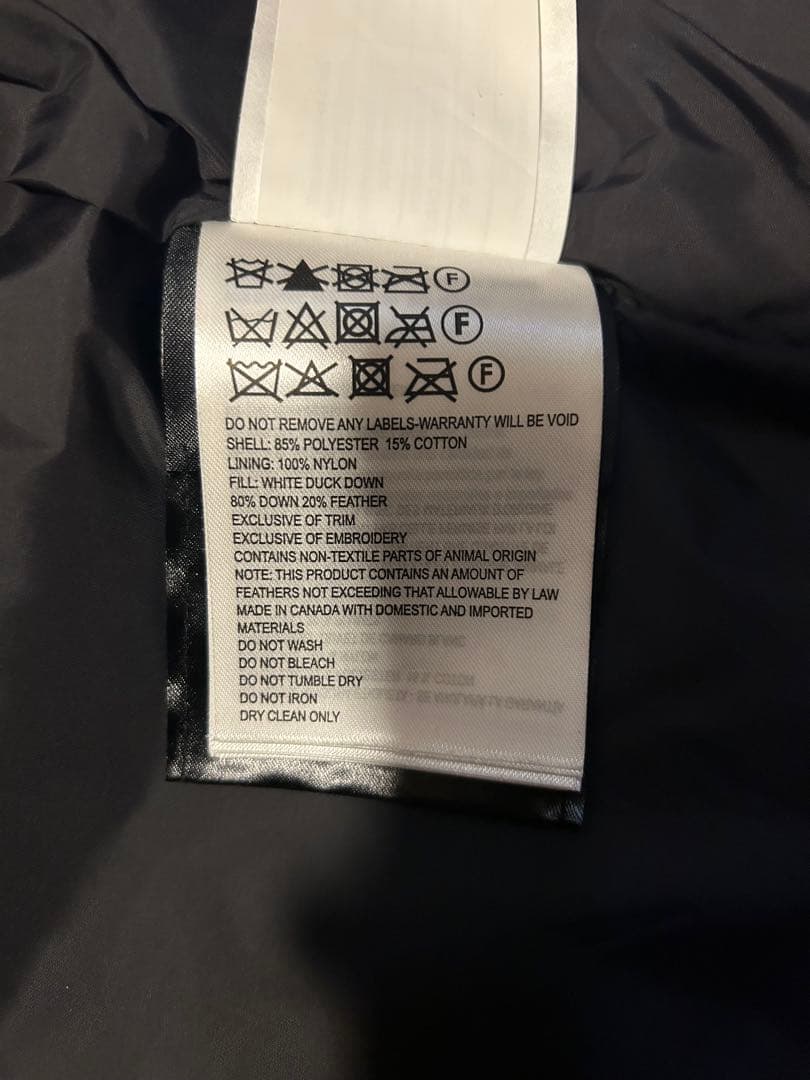 F
F
F
DO NOT REMOVE ANY LABELS-WARRANTY WILL BE VOID
SHELL: 85% POLYESTER 15% COTTON
LINING: 100% NYLON
FILL: WHITE DUCK DOWN
80% DOWN 20% FEATHER
EXCLUSIVE OF TRIM
EXCLUSIVE OF EMBROIDERY
CONTAINS NON-TEXTILE PARTS OF ANIMAL ORIGIN
NOTE: THIS PRODUCT CONTAINS AN AMOUNT OF
FEATHERS NOT EXCEEDING THAT ALLOWABLE BY LAW
MADE IN CANADA WITH DOMESTIC AND IMPORTED
MATERIALS
DO NOT WASH
DO NOT BLEACH
DO NOT TUMBLE DRY
DO NOT IRON
DRY CLEAN ONLY